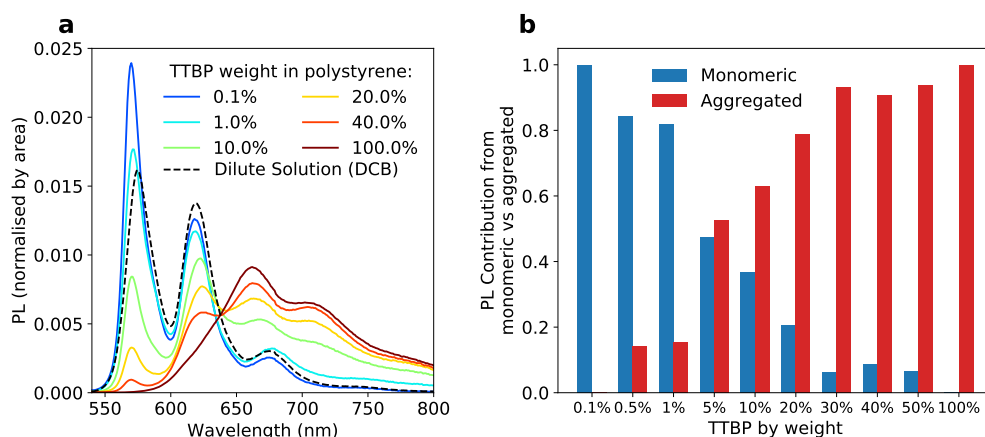 a
PL (normalised by area)
0.025
0.020
0.015
0.010
0.005
0.000
TTBP weight in polystyrene:
0.1% 20.0%
1.0% 40.0%
10.0% 100.0%
Dilute Solution (DCB)
550 600 650 700 750 800
Wavelength (nm)
b
PL Contribution from
monomeric vs aggregated
1.0
0.8
0.6
0.4
0.2
0.0
Monomeric
Aggregated
0.1% 0.5% 1% 5% 10% 20% 30% 40% 50% 100%
TTBP by weight